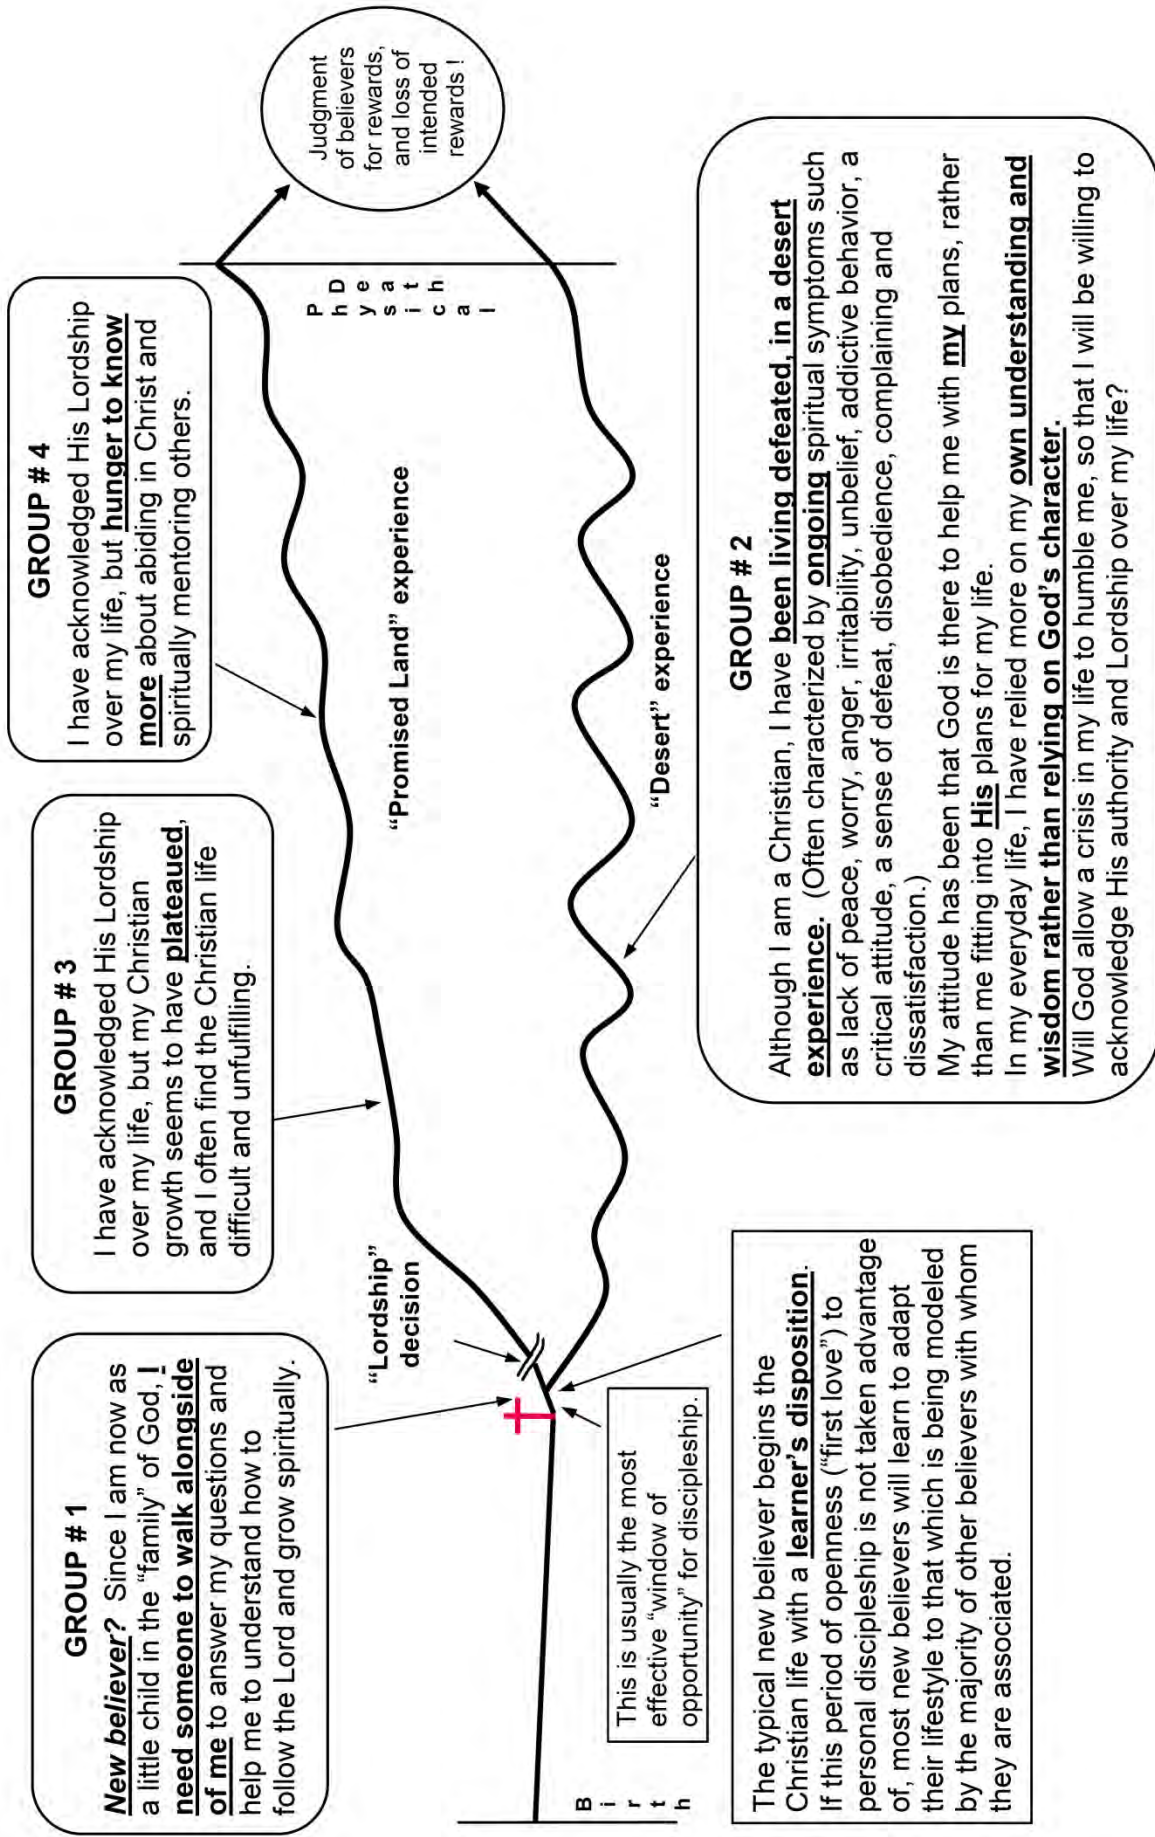 GROUP # 1
New believer? Since I am now as
a little child in the “family” of God, I
need someone to walk alongside
of me to answer my questions and
help me to understand how to
follow the Lord and grow spiritually.
GROUP # 3
I have acknowledged His Lordship
over my life, but my Christian
growth seems to have plateaued,
and I often find the Christian life
difficult and unfulfilling.
GROUP # 4
I have acknowledged His Lordship
over my life, but hunger to know
more about abiding in Christ and
spiritually mentoring others.
“Lordship”
decision
“Promised Land” experience
Physical
Death
Judgment
of believers
for rewards,
and loss of
intended
rewards !
Birth
This is usually the most
effective “window of
opportunity” for discipleship.
“Desert” experience
The typical new believer begins the
Christian life with a learner’s disposition.
If this period of openness (“first love”) to
personal discipleship is not taken advantage
of, most new believers will learn to adapt
their lifestyle to that which is being modeled
by the majority of other believers with whom
they are associated.
GROUP # 2
Although I am a Christian, I have been living defeated, in a desert
experience. (Often characterized by ongoing spiritual symptoms such
as lack of peace, worry, anger, irritability, unbelief, addictive behavior, a
critical attitude, a sense of defeat, disobedience, complaining and
dissatisfaction.)
My attitude has been that God is there to help me with my plans, rather
than me fitting into His plans for my life.
In my everyday life, I have relied more on my own understanding and
wisdom rather than relying on God’s character.
Will God allow a crisis in my life to humble me, so that I will be willing to
acknowledge His authority and Lordship over my life?